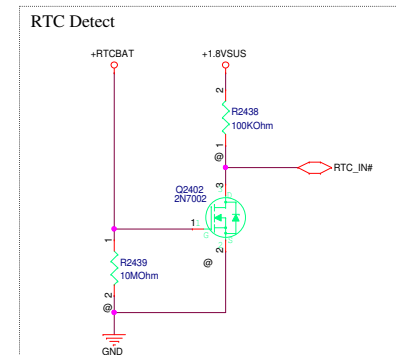 RTC Detect
+RTCBAT
+1.8VSUS
2
R2438
100KOhm
1
@
RTC_IN#
3
Q2402
2N7002
1
2
@
1
R2439
10MOhm
2
@
GND